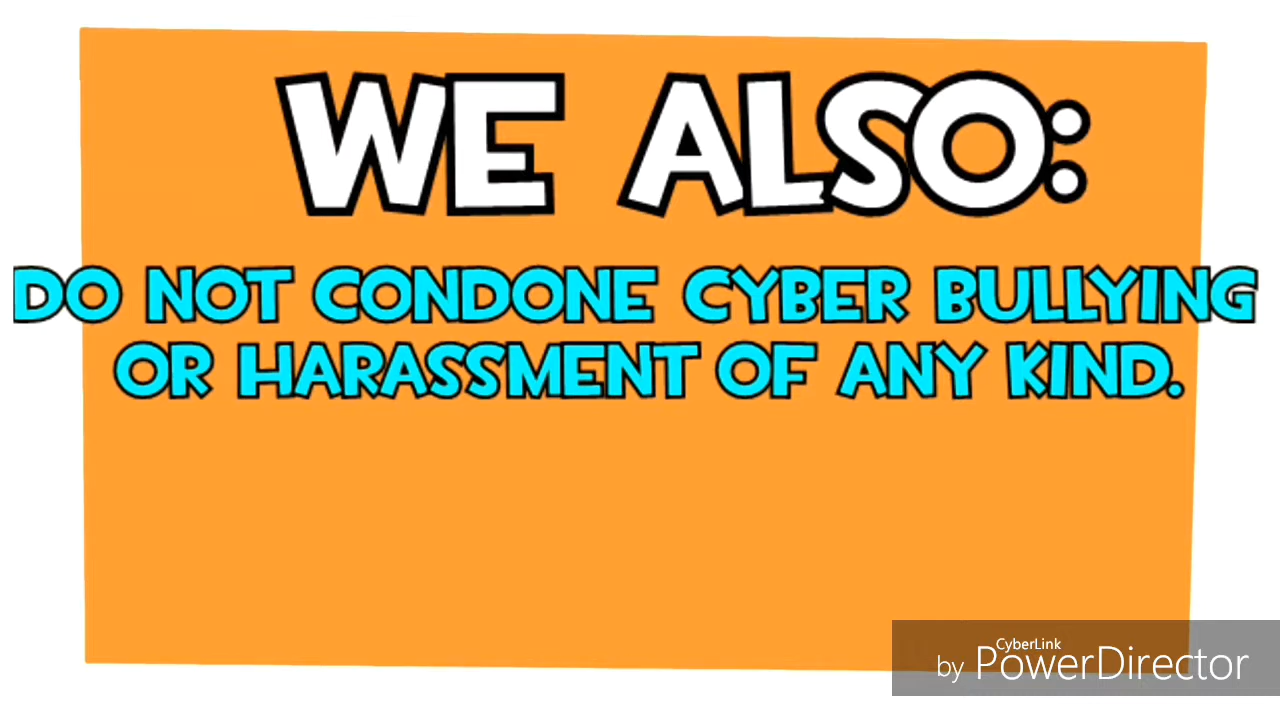 WE ALSO:
DO NOT CONDONE CYBER BULLYING
OR HARASSMENT OF ANY KIND.
CyberLink
by PowerDirector